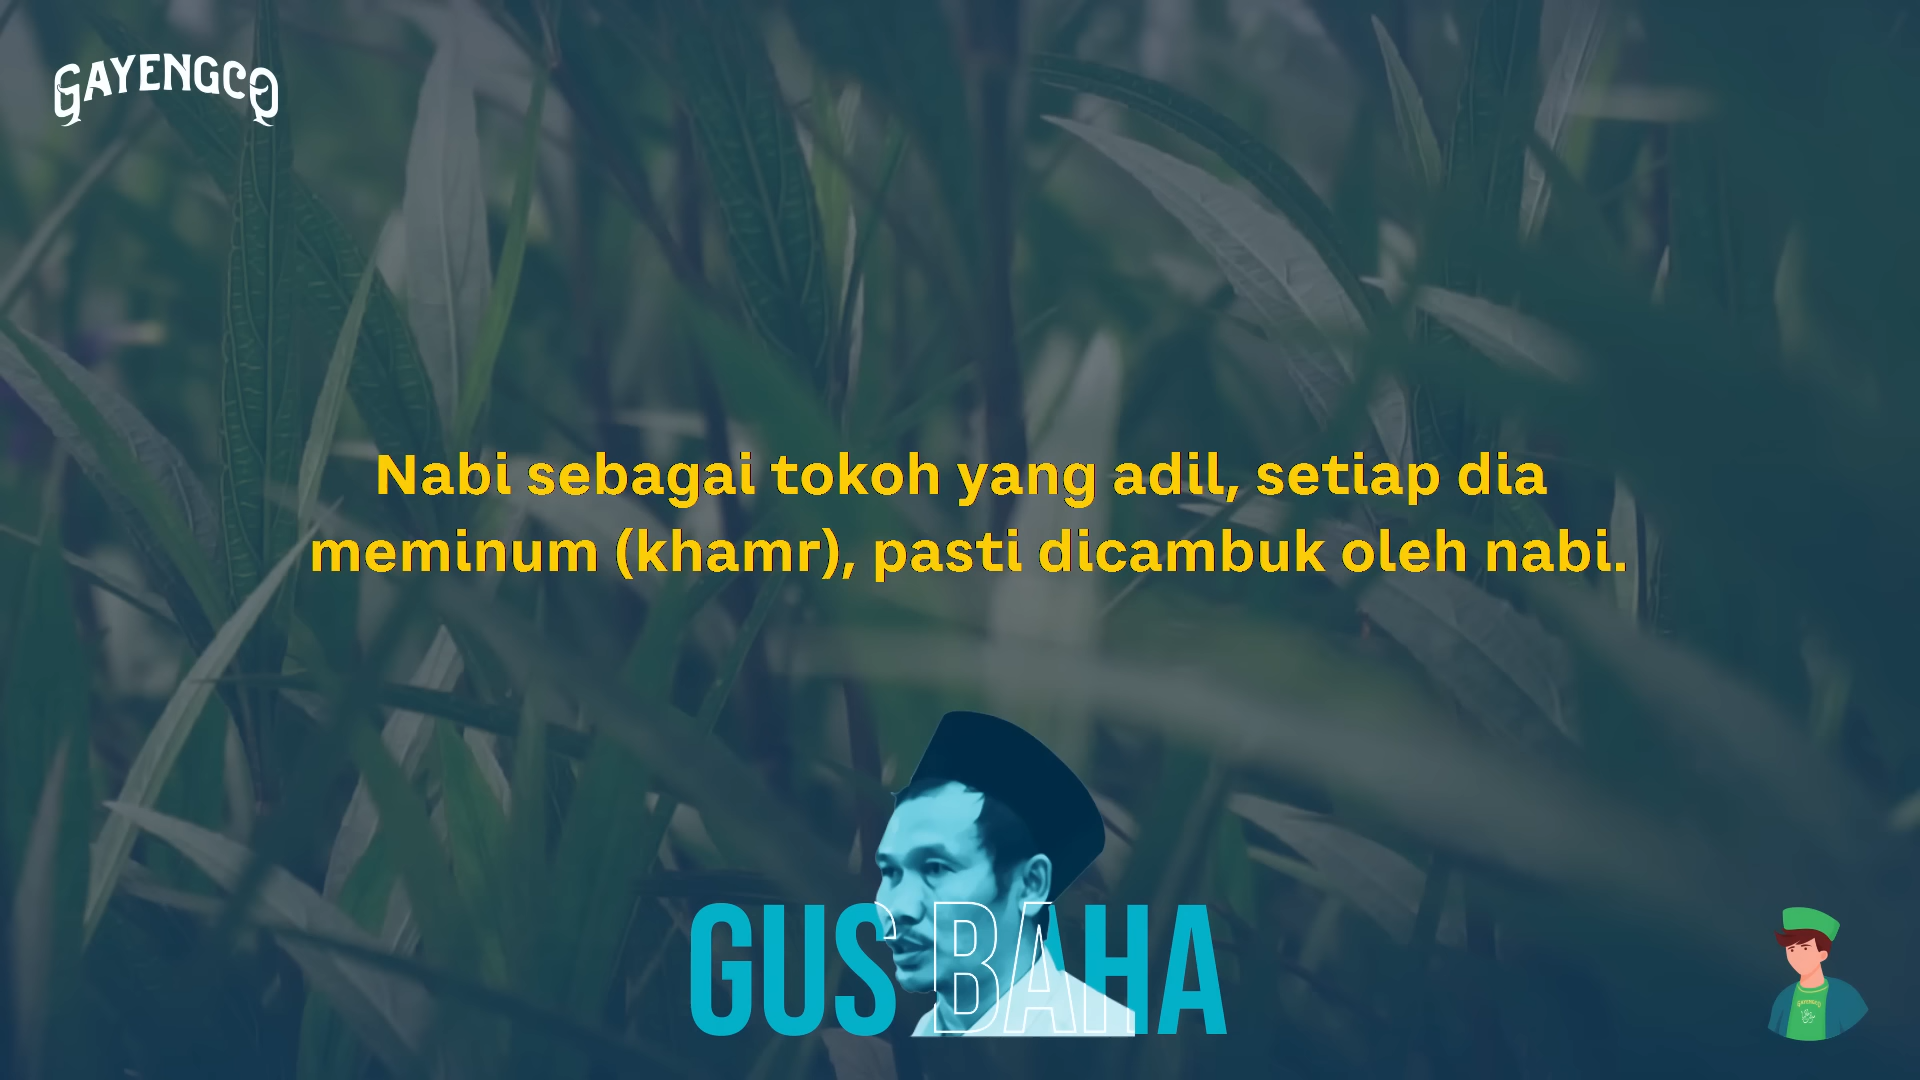 GAYENGCO
Nabi sebagai tokoh yang adil, setiap dia
meminum (khamr), pasti dicambuk oleh nabi.
GUS BAHA